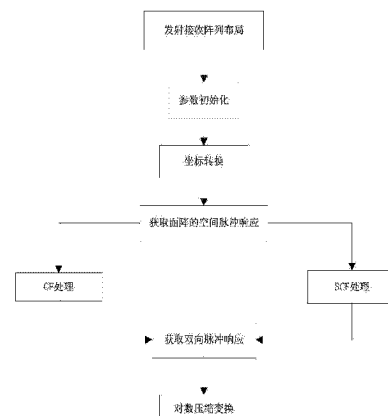 发射接收阵列布局
参数初始化
坐标转换
获取面阵的空间脉冲响应
CF处理
SCF处理
获取双向脉冲响应
对数压缩变换